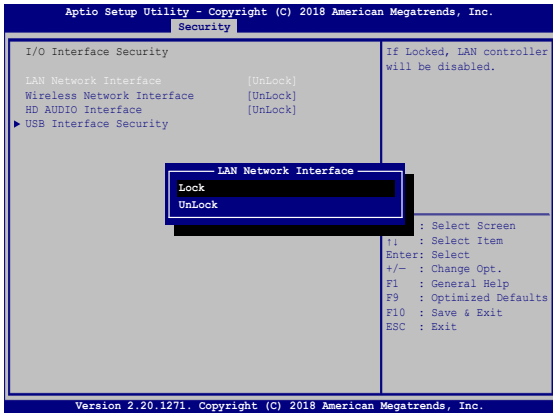 Aptio Setup Utility - Copyright (C) 2018 American Megatrends, Inc.
Security
I/O Interface Security
LAN Network Interface [UnLock]
Wireless Network Interface [UnLock]
HD AUDIO Interface [UnLock]
USB Interface Security
If Locked, LAN controller
will be disabled.
LAN Network Interface
Lock
UnLock
: Select Screen
↑↓ : Select Item
Enter: Select
+/— : Change Opt.
F1 : General Help
F9 : Optimized Defaults
F10 : Save & Exit
ESC : Exit
Version 2.20.1271. Copyright (C) 2018 American Megatrends, Inc.